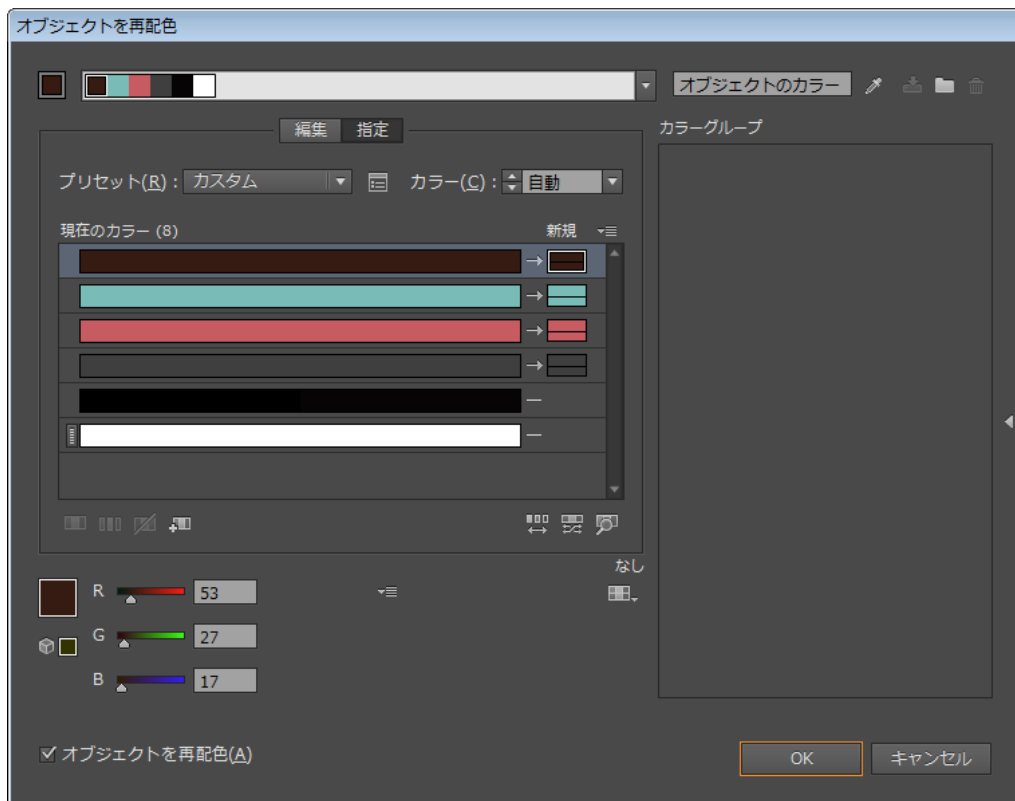 オブジェクトを再配色
オブジェクトのカラー
編集 指定
カラーグループ
プリセット(R)： カスタム カラー(C)： 自動
現在のカラー (8) 新規
なし
R 53
G 27
B 17
オブジェクトを再配色(A)
OK キャンセル